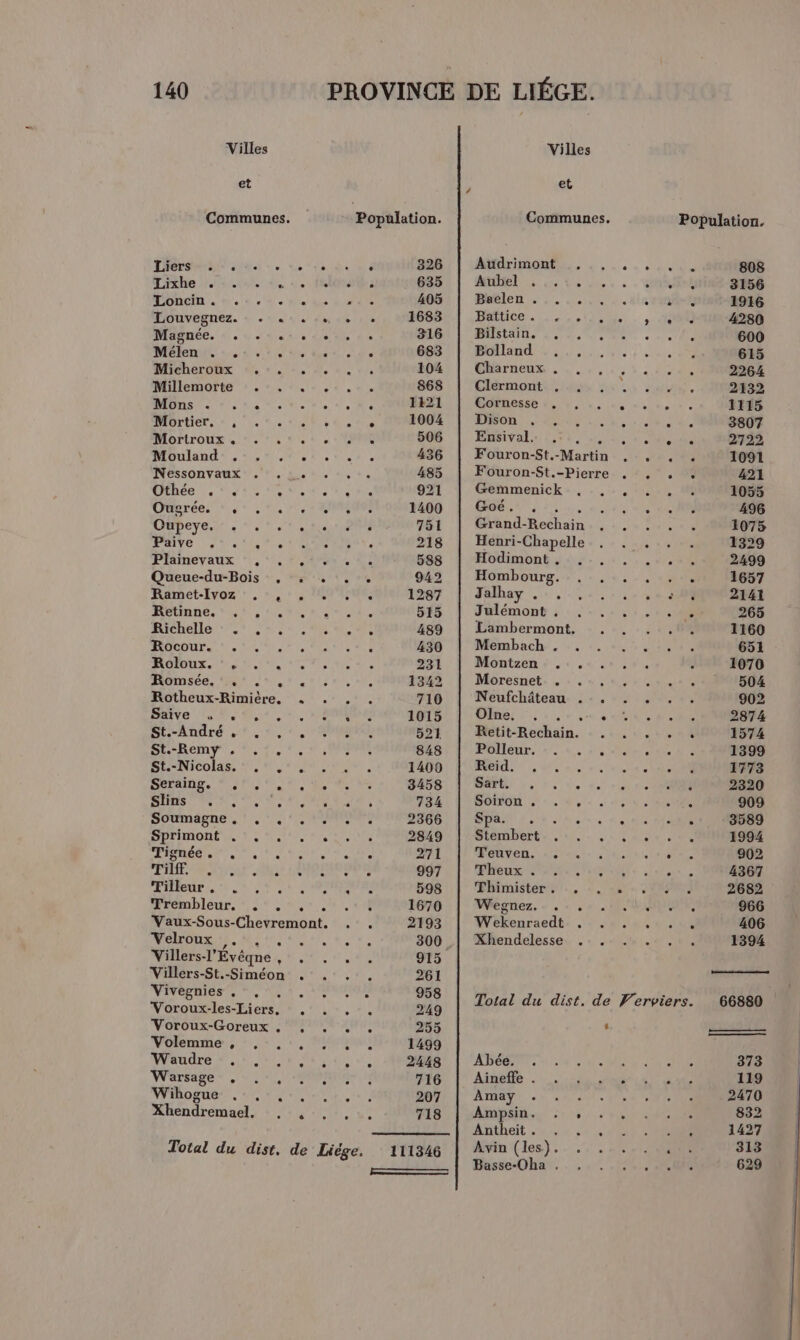 140 PROVINCE DE LIÉGE.
Villes
et
Communes. Population.
Liers . . . . . . . 326
Lixhe . . . . . . . 635
Loncin . . . . . . . 405
Louvegnez. . . . . . . 1683
Magnée. . . . . . . 316
Mélen . . . . . . . 683
Micheroux . . . . . . 104
Millemorte . . . . . . 868
Mons . . . . . . . 1121
Mortier. . . . . . . 1004
Mortroux . . . . . . 506
Mouland . . . . . . 436
Nessonvaux . . . . . . 485
Othée . . . . . . . 921
Ougrée. . . . . . . 1400
Oupeye. . . . . . . 751
Paive . . . . . . . 218
Plainevaux . . . . . . 588
Queue-du-Bois . . . . . 942
Ramet-Ivoz . . . . . . 1287
Retinne. . . . . . . 515
Richelle . . . . . . 489
Rocour. . . . . . . 430
Roloux. . . . . . . 231
Romsée. . . . . . . 1342
Rotheux-Rimière. . . . . 710
Saive . . . . . . . 1015
St.-André . . . . . . 521
St.-Remy . . . . . . 848
St.-Nicolas. . . . . . 1400
Seraing. . . . . . . 3458
Slins . . . . . . . 734
Soumagne . . . . . . 2366
Sprimont . . . . . . 2849
Tignée . . . . . . . 271
Tilff. . . . . . . . 997
Tilleur . . . . . . . 598
Trembleur. . . . . . 1670
Vaux-Sous-Chevremont. . . 2193
Velroux . . . . . . 300
Villers-l'Évéqne . . . . 915
Villers-St.-Siméon . . . . 261
Vivegnies . . . . . . 958
Voroux-les-Liers. . . . . 249
Voroux-Goreux . . . . . 255
Volemme . . . . . . 1499
Waudre . . . . . . 2448
Warsage . . . . . . 716
Wihogue . . . . . . 207
Xhendremael. . . . . . 718
Total du dist. de Liége. 111346
Villes
et
Communes. Population.
Audrimont . . . . . . 808
Aubel . . . . . . . 3156
Baelen . . . . . . . 1916
Battice . . . . . . . 4280
Bilstain. . . . . . . 600
Bolland . . . . . . 615
Charneux . . . . . . 2264
Clermont . . . . . . 2132
Cornesse . . . . . . 1115
Dison . . . . . . . 3807
Ensival. . . . . . . 2722
Fouron-St.-Martin . . . . 1091
Fouron-St.-Pierre . . . . 421
Gemmenick . . . . . . 1055
Goé . . . . . . . . 496
Grand-Rechain . . . . . 1075
Henri-Chapelle . . . . . 1329
Hodimont . . . . . . 2499
Hombourg. . . . . . . 1657
Jalhay . . . . . . . 2141
Julémont . . . . . . 265
Lambermont. . . . . . 1160
Membach . . . . . . 651
Montzen . . . . . . 1070
Moresnet . . . . . . 504
Neufchâteau . . . . . 902
Olne. . . . . . . . 2874
Retit-Rechain. . . . . . 1574
Polleur. . . . . . . 1399
Reid. . . . . . . . 1773
Sart. . . . . . . . 2320
Soiron . . . . . . . 909
Spa. . . . . . . . 3589
Stembert . . . . . . 1994
Teuven. . . . . . . 902
Theux . . . . . . . 4367
Thimister . . . . . . 2682
Wegnez. . . . . . . 966
Wekenraedt . . . . . . 406
Xhendelesse . . . . . 1394
Total du dist. de Verviers. 66880
Abée. . . . . . . . 373
Aineffe . . . . . . . 119
Amay . . . . . . . 2470
Ampsin. . . . . . . 832
Antheit . . . . . . . 1427
Avin (les). . . . . . 313
Basse-Oha . . . . . . 629